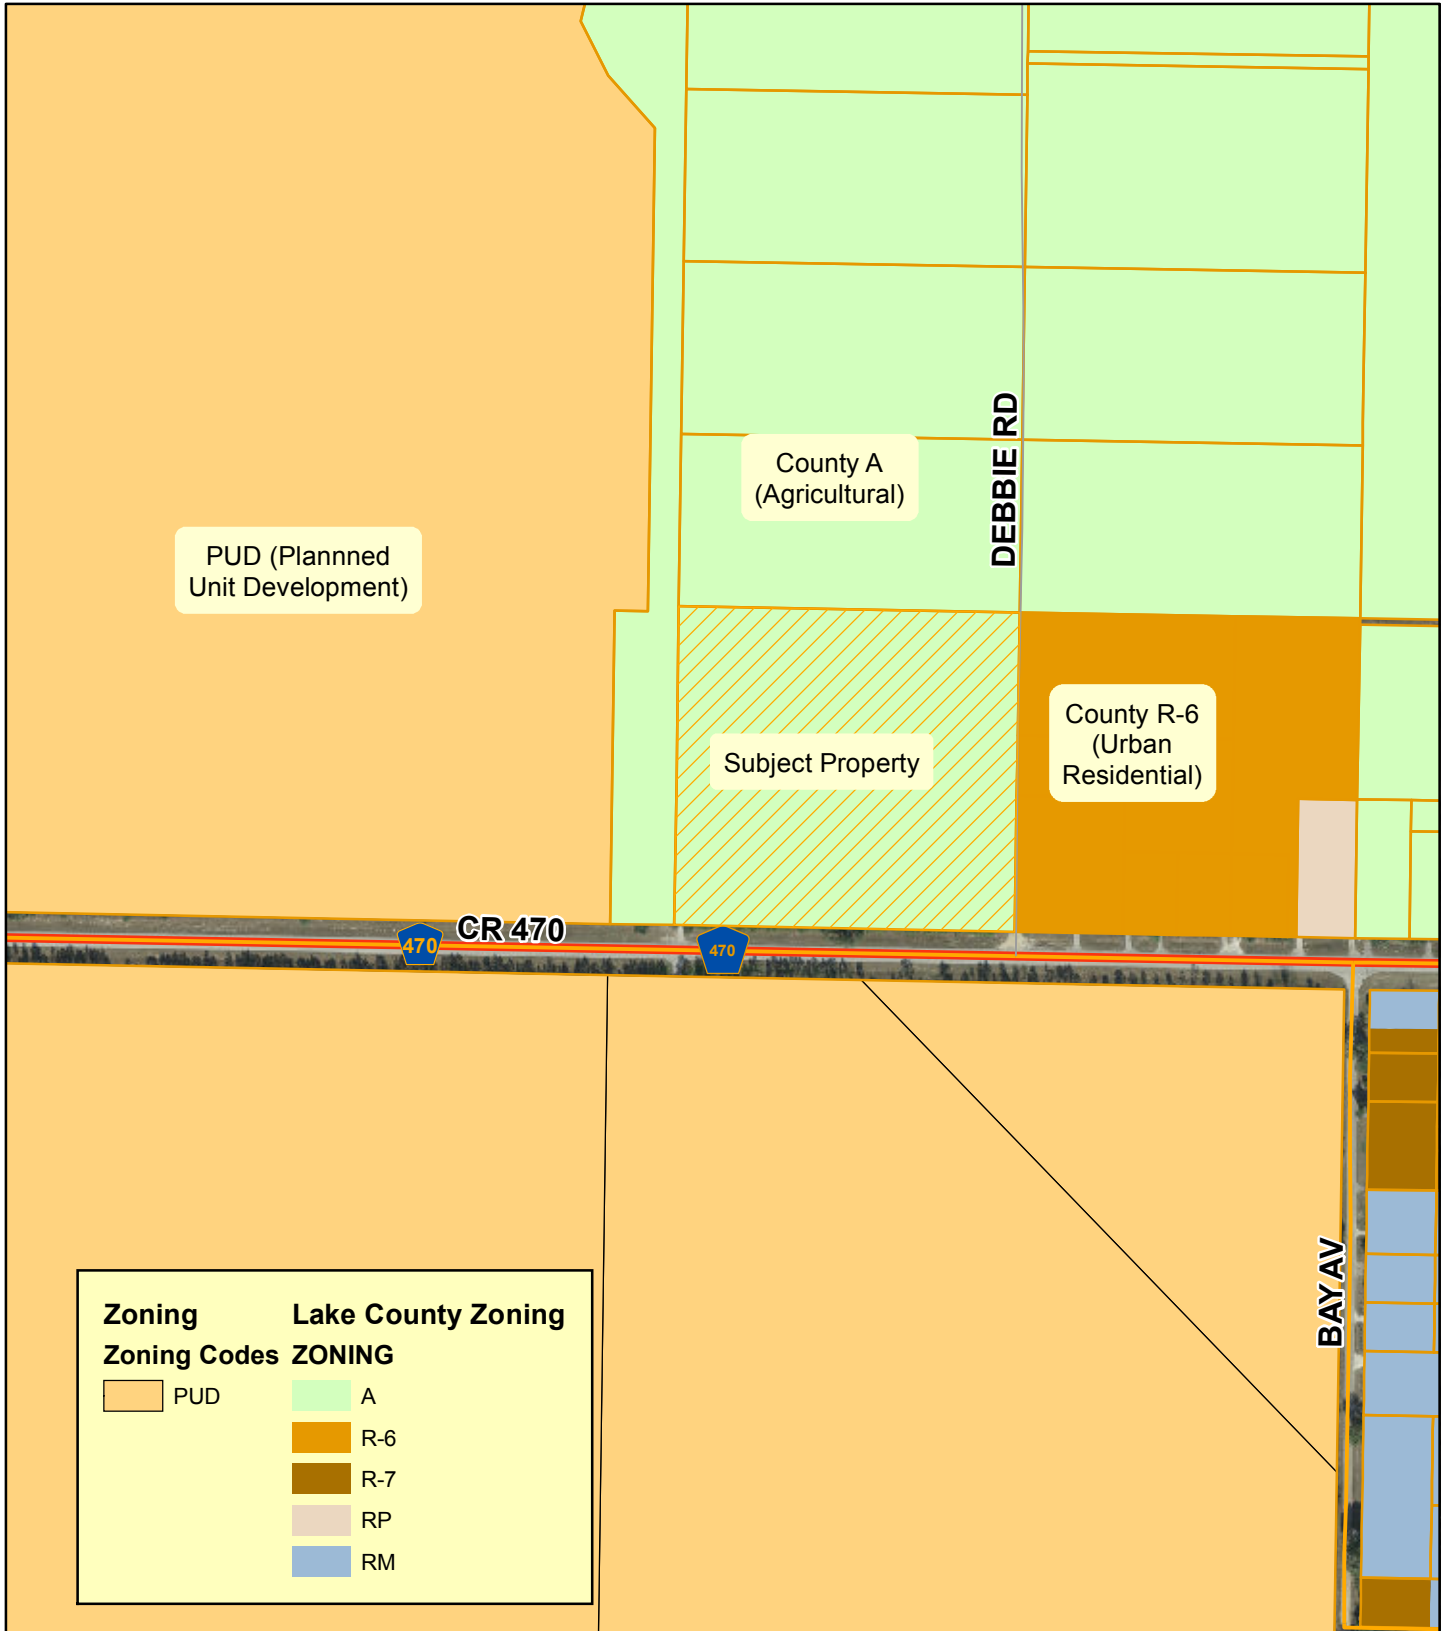 DEBBIE RD
County A
(Agricultural)
PUD (Plannned
Unit Development)
County R-6
(Urban
Residential)
Subject Property
CR 470
470
470
BAY AV
Zoning
Zoning Codes
PUD
Lake County Zoning
ZONING
A
R-6
R-7
RP
RM